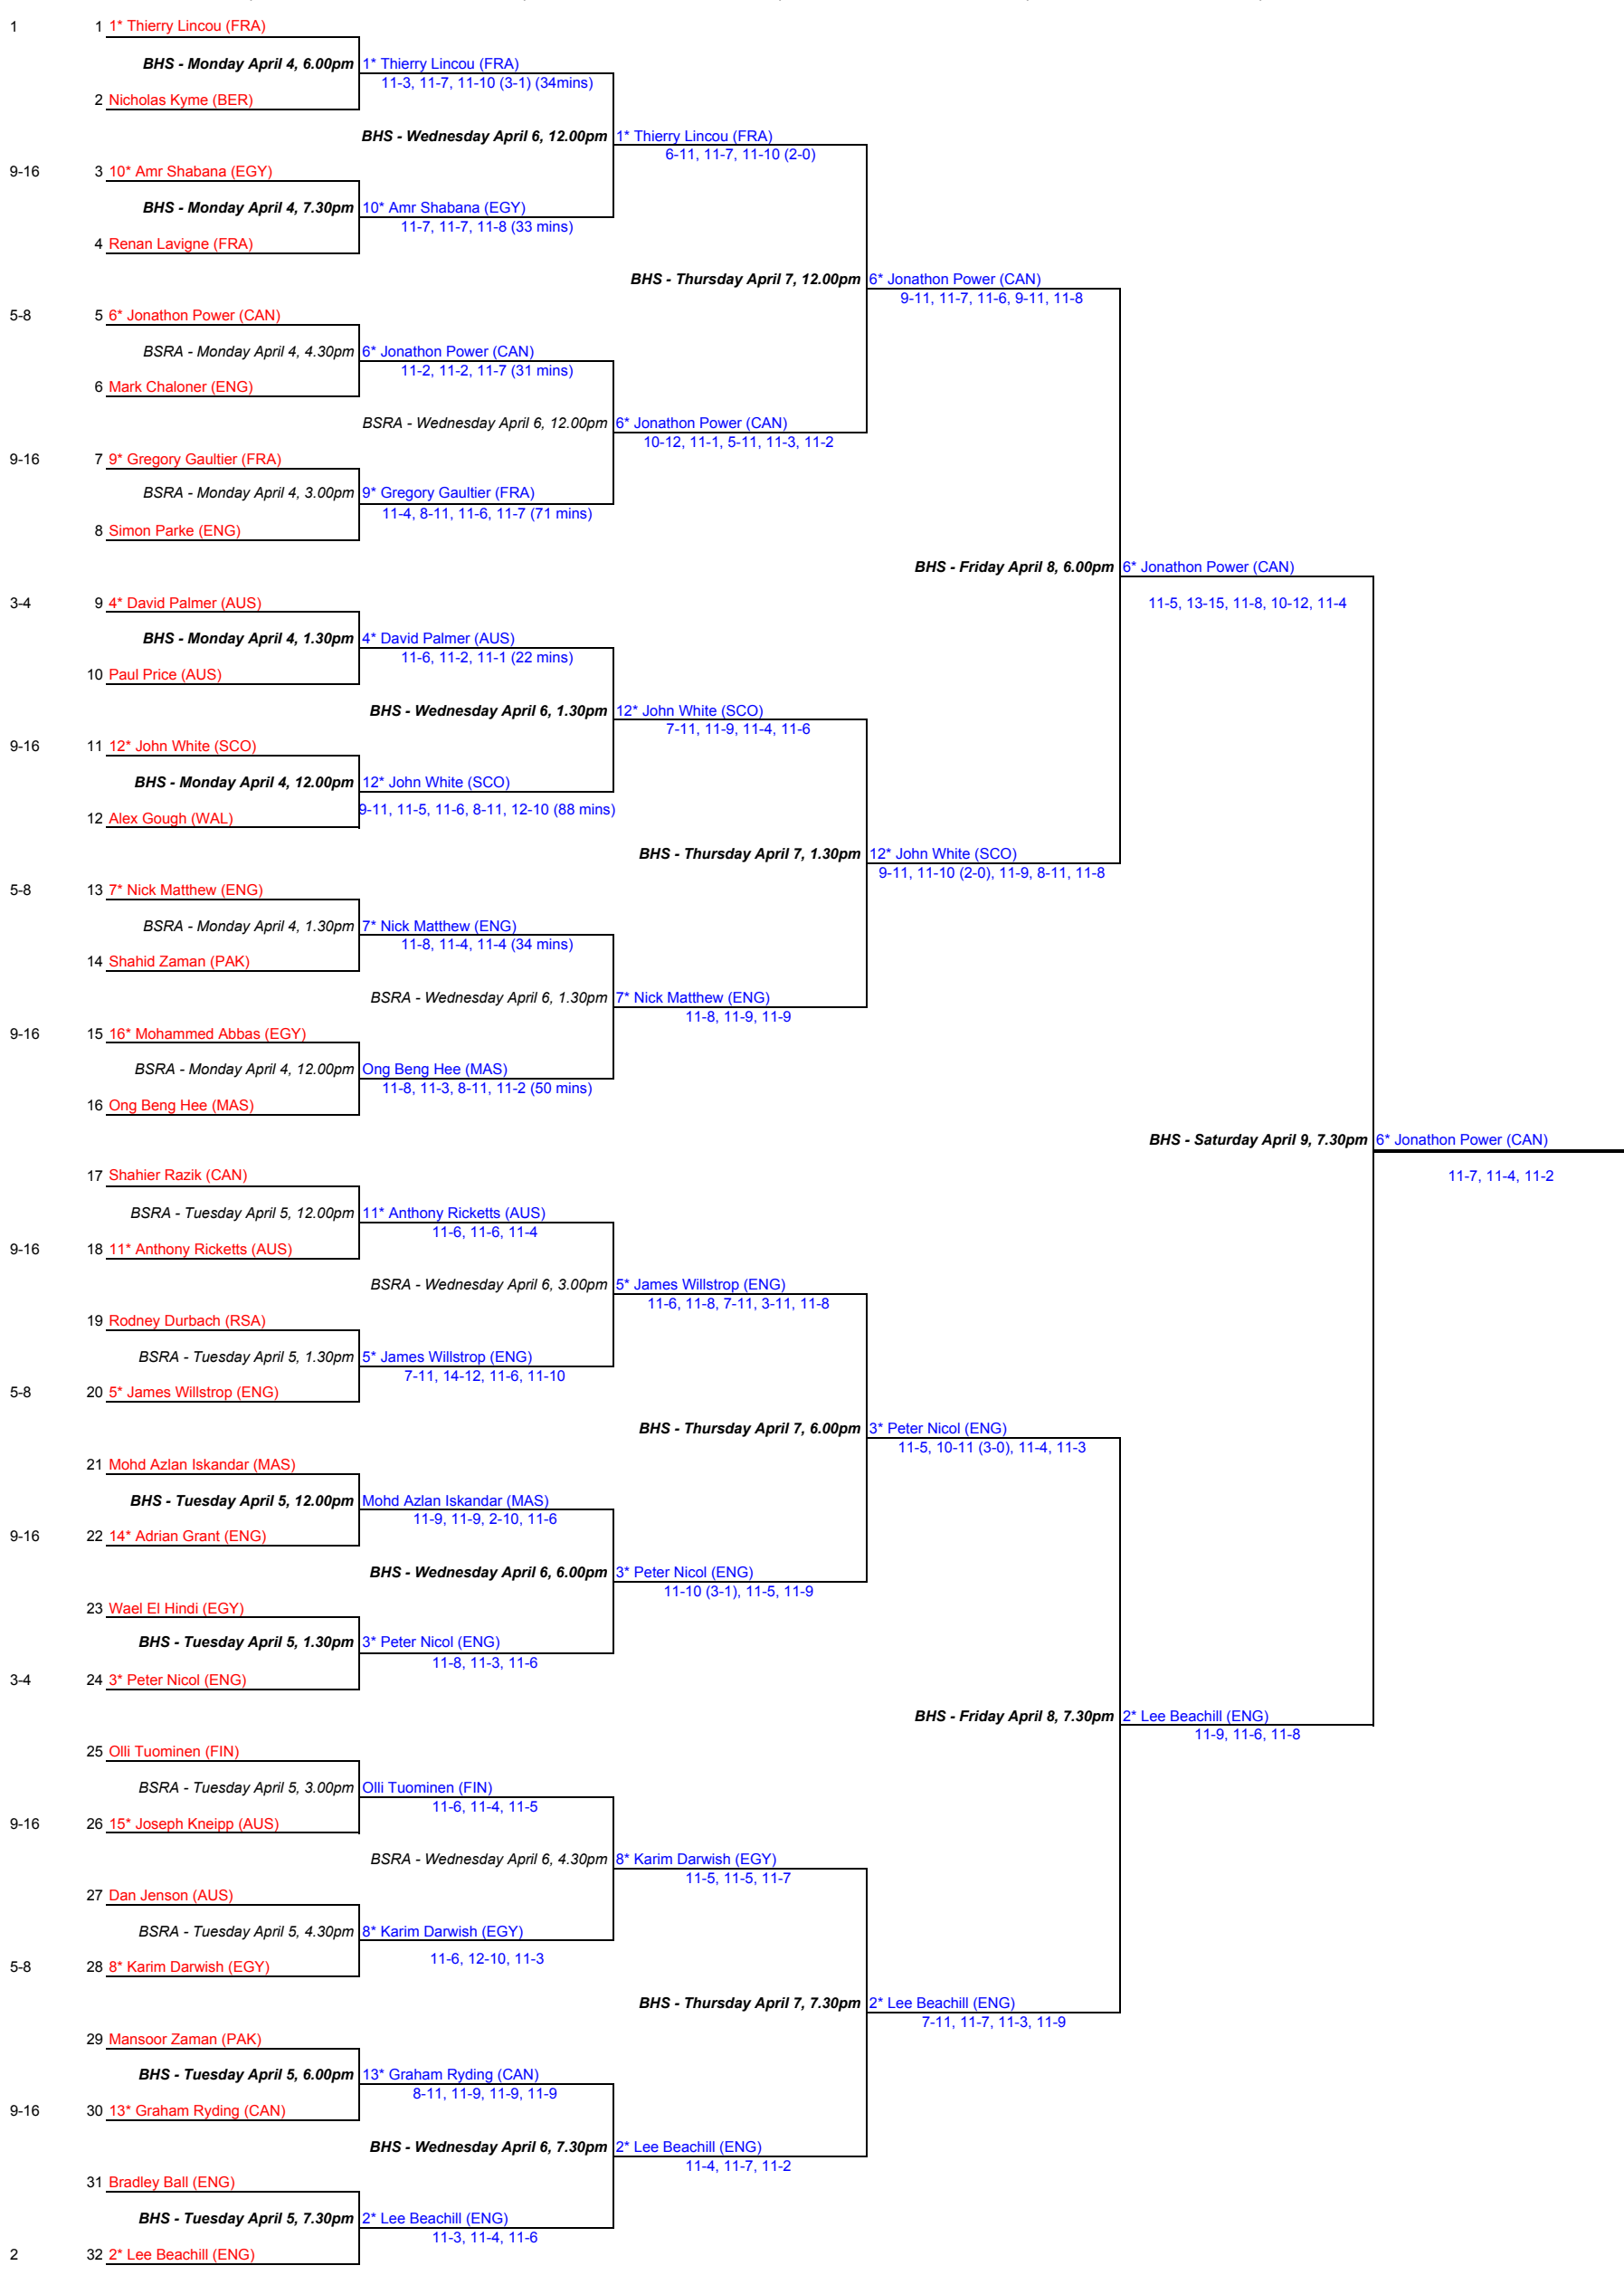 1 1 1* Thierry Lincou (FRA)
BHS - Monday April 4, 6.00pm 1* Thierry Lincou (FRA)
11-3, 11-7, 11-10 (3-1) (34mins)
2 Nicholas Kyme (BER)
BHS - Wednesday April 6, 12.00pm 1* Thierry Lincou (FRA)
6-11, 11-7, 11-10 (2-0)
9-16 3 10* Amr Shabana (EGY)
BHS - Monday April 4, 7.30pm 10* Amr Shabana (EGY)
11-7, 11-7, 11-8 (33 mins)
4 Renan Lavigne (FRA)
BHS - Thursday April 7, 12.00pm 6* Jonathon Power (CAN)
9-11, 11-7, 11-6, 9-11, 11-8
5-8 5 6* Jonathon Power (CAN)
BSRA - Monday April 4, 4.30pm 6* Jonathon Power (CAN)
11-2, 11-2, 11-7 (31 mins)
6 Mark Chaloner (ENG)
BSRA - Wednesday April 6, 12.00pm 6* Jonathon Power (CAN)
10-12, 11-1, 5-11, 11-3, 11-2
9-16 7 9* Gregory Gaultier (FRA)
BSRA - Monday April 4, 3.00pm 9* Gregory Gaultier (FRA)
11-4, 8-11, 11-6, 11-7 (71 mins)
8 Simon Parke (ENG)
BHS - Friday April 8, 6.00pm 6* Jonathon Power (CAN)
3-4 9 4* David Palmer (AUS) 11-5, 13-15, 11-8, 10-12, 11-4
BHS - Monday April 4, 1.30pm 4* David Palmer (AUS)
11-6, 11-2, 11-1 (22 mins)
10 Paul Price (AUS)
BHS - Wednesday April 6, 1.30pm 12* John White (SCO)
7-11, 11-9, 11-4, 11-6
9-16 11 12* John White (SCO)
BHS - Monday April 4, 12.00pm 12* John White (SCO)
9-11, 11-5, 11-6, 8-11, 12-10 (88 mins)
12 Alex Gough (WAL)
BHS - Thursday April 7, 1.30pm 12* John White (SCO)
9-11, 11-10 (2-0), 11-9, 8-11, 11-8
5-8 13 7* Nick Matthew (ENG)
BSRA - Monday April 4, 1.30pm 7* Nick Matthew (ENG)
11-8, 11-4, 11-4 (34 mins)
14 Shahid Zaman (PAK)
BSRA - Wednesday April 6, 1.30pm 7* Nick Matthew (ENG)
11-8, 11-9, 11-9
9-16 15 16* Mohammed Abbas (EGY)
BSRA - Monday April 4, 12.00pm Ong Beng Hee (MAS)
11-8, 11-3, 8-11, 11-2 (50 mins)
16 Ong Beng Hee (MAS)
BHS - Saturday April 9, 7.30pm 6* Jonathon Power (CAN)
17 Shahier Razik (CAN) 11-7, 11-4, 11-2
BSRA - Tuesday April 5, 12.00pm 11* Anthony Ricketts (AUS)
11-6, 11-6, 11-4
9-16 18 11* Anthony Ricketts (AUS)
BSRA - Wednesday April 6, 3.00pm 5* James Willstrop (ENG)
11-6, 11-8, 7-11, 3-11, 11-8
19 Rodney Durbach (RSA)
BSRA - Tuesday April 5, 1.30pm 5* James Willstrop (ENG)
7-11, 14-12, 11-6, 11-10
5-8 20 5* James Willstrop (ENG)
BHS - Thursday April 7, 6.00pm 3* Peter Nicol (ENG)
11-5, 10-11 (3-0), 11-4, 11-3
21 Mohd Azlan Iskandar (MAS)
BHS - Tuesday April 5, 12.00pm Mohd Azlan Iskandar (MAS)
11-9, 11-9, 2-10, 11-6
9-16 22 14* Adrian Grant (ENG)
BHS - Wednesday April 6, 6.00pm 3* Peter Nicol (ENG)
11-10 (3-1), 11-5, 11-9
23 Wael El Hindi (EGY)
BHS - Tuesday April 5, 1.30pm 3* Peter Nicol (ENG)
11-8, 11-3, 11-6
3-4 24 3* Peter Nicol (ENG)
BHS - Friday April 8, 7.30pm 2* Lee Beachill (ENG)
11-9, 11-6, 11-8
25 Olli Tuominen (FIN)
BSRA - Tuesday April 5, 3.00pm Olli Tuominen (FIN)
11-6, 11-4, 11-5
9-16 26 15* Joseph Kneipp (AUS)
BSRA - Wednesday April 6, 4.30pm 8* Karim Darwish (EGY)
11-5, 11-5, 11-7
27 Dan Jenson (AUS)
BSRA - Tuesday April 5, 4.30pm 8* Karim Darwish (EGY)
11-6, 12-10, 11-3
5-8 28 8* Karim Darwish (EGY)
BHS - Thursday April 7, 7.30pm 2* Lee Beachill (ENG)
7-11, 11-7, 11-3, 11-9
29 Mansoor Zaman (PAK)
BHS - Tuesday April 5, 6.00pm 13* Graham Ryding (CAN)
8-11, 11-9, 11-9, 11-9
9-16 30 13* Graham Ryding (CAN)
BHS - Wednesday April 6, 7.30pm 2* Lee Beachill (ENG)
11-4, 11-7, 11-2
31 Bradley Ball (ENG)
BHS - Tuesday April 5, 7.30pm 2* Lee Beachill (ENG)
11-3, 11-4, 11-6
2 32 2* Lee Beachill (ENG)